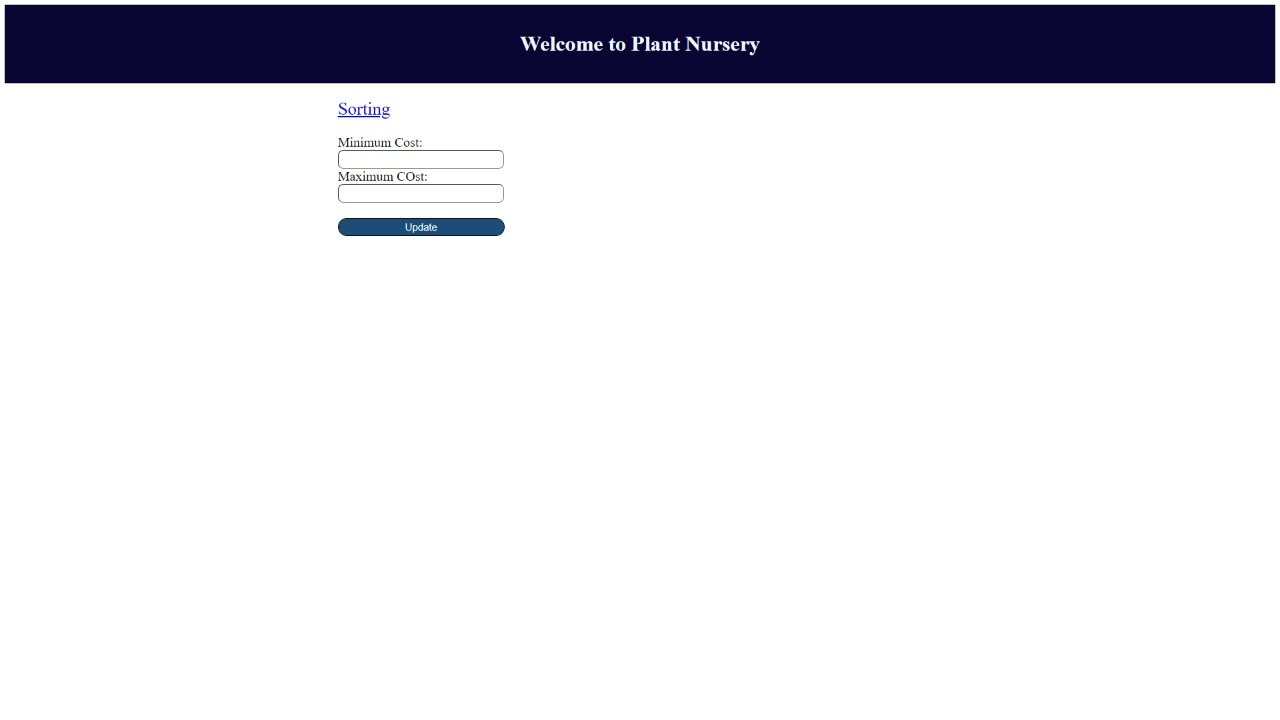 Welcome to Plant Nursery
Sorting
Minimum Cost:
Maximum COst:
Update